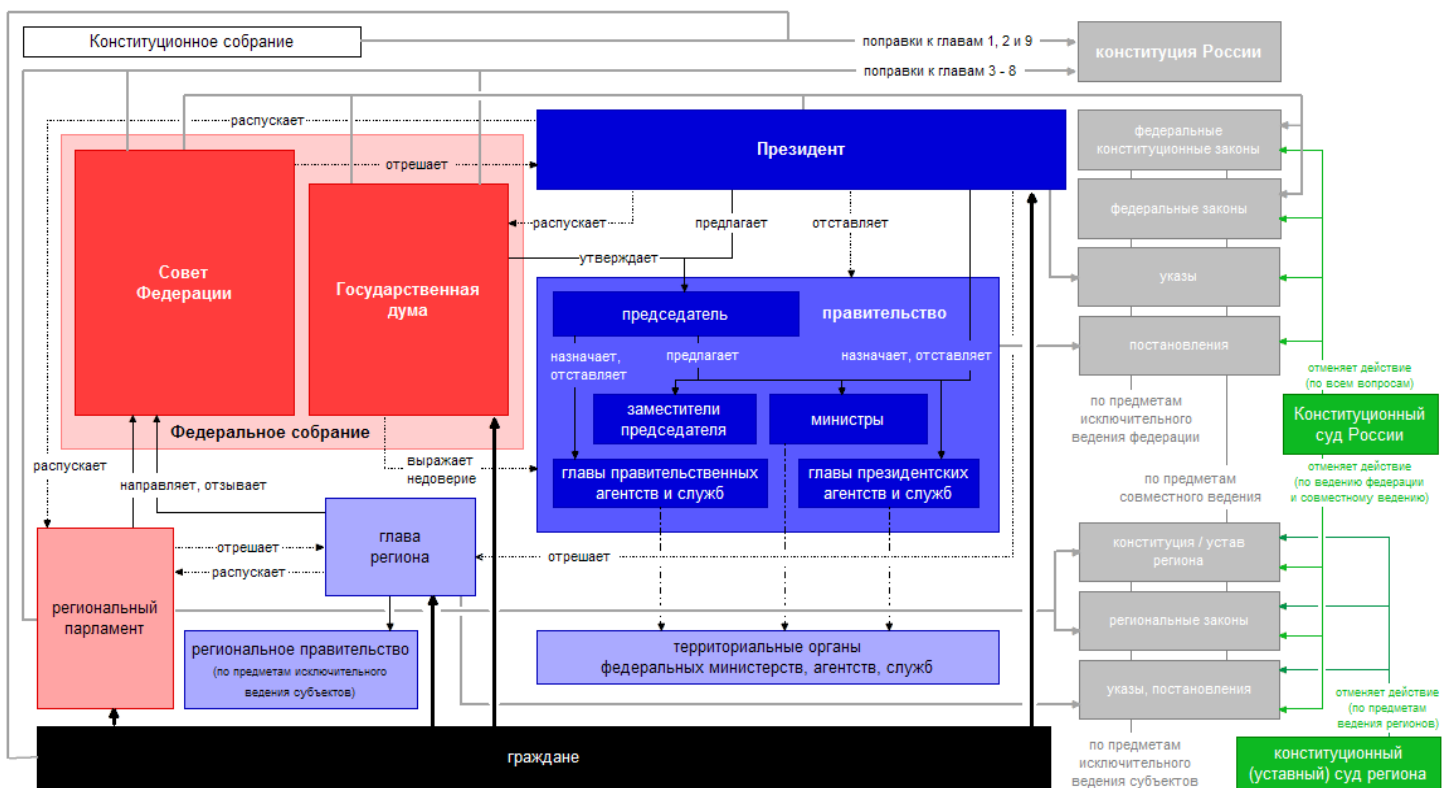 Конституционное собрание
поправки к главам 1, 2 и 9
поправки к главам 3 - 8
конституция России
распускает
Президент
отрешает
федеральные
конституционные законы
распускает
предлагает
отставляет
федеральные законы
утверждает
Совет
Федерации
Государственная
дума
указы
председатель
правительство
назначает,
отставляет
предлагает
назначает, отставляет
постановления
отменяет действие
(по всем вопросам)
заместители
председателя
министры
по предметам
исключительного
ведения федерации
Конституционный
суд России
Федеральное собрание
распускает
выражает
недоверие
главы правительственных
агентств и служб
главы президентских
агентств и служб
отменяет действие
(по ведению федерации
и совместному ведению)
направляет, отзывает
по предметам
совместного ведения
глава
региона
отрешает
распускает
отрешает
конституция / устав
региона
региональный
парламент
региональные законы
региональное правительство
(по предметам исключительного
ведения субъектов)
территориальные органы
федеральных министерств, агентств, служб
указы, постановления
отменяет действие
(по предметам
ведения регионов)
граждане
по предметам
исключительного
ведения субъектов
конституционный
(уставный) суд региона